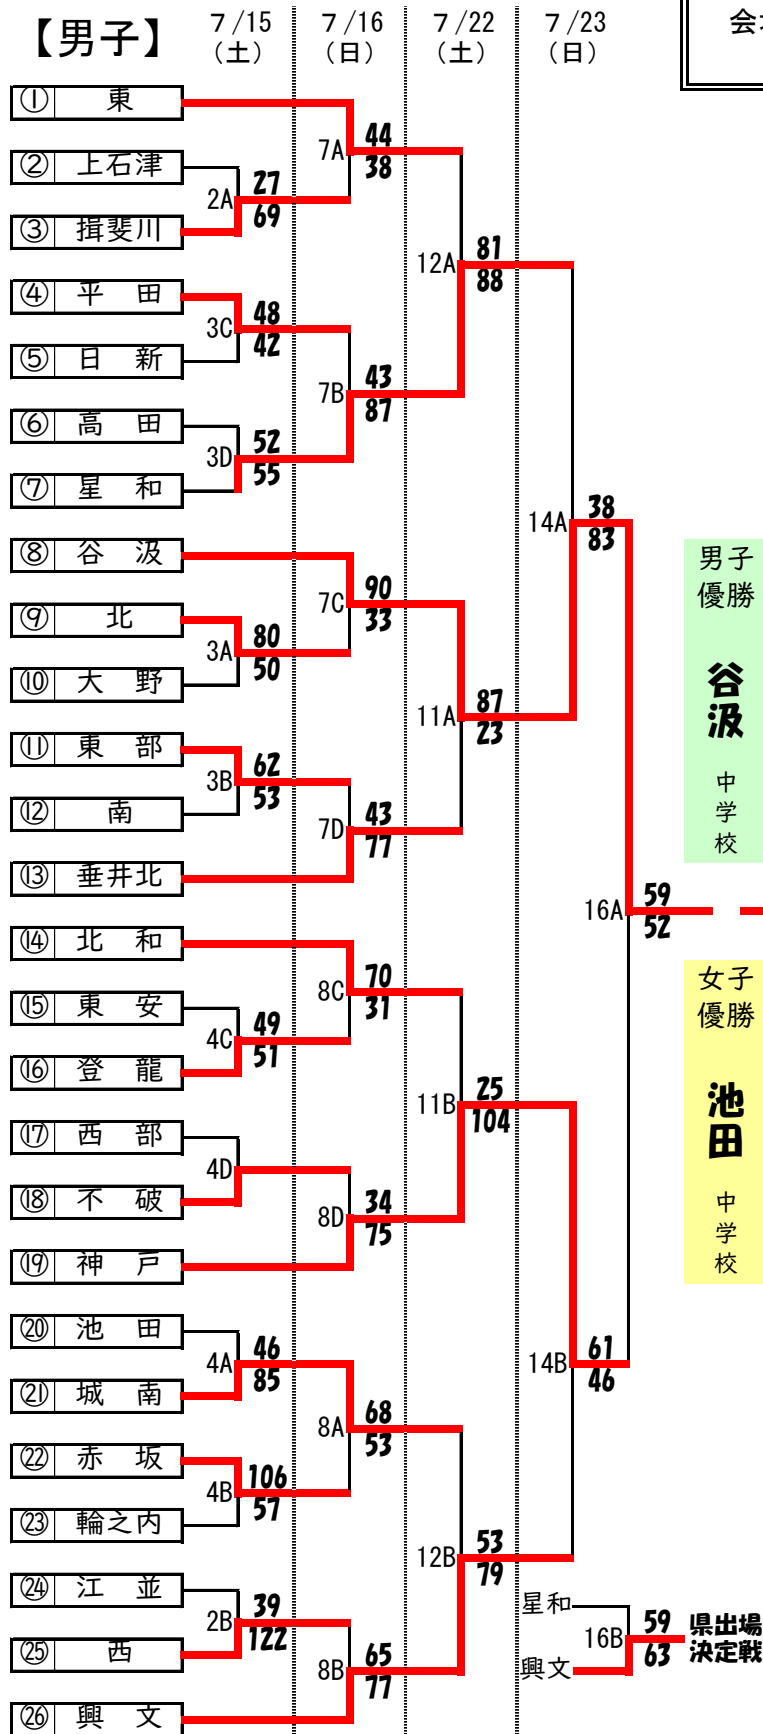 【男子】
7/15
(土)
7/16
(日)
7/22
(土)
7/23
(日)
① 東
② 上石津
③ 揖斐川
④ 平田
⑤ 日新
⑥ 高田
⑦ 星和
⑧ 谷汲
⑨ 北
⑩ 大野
⑪ 東部
⑫ 南
⑬ 垂井北
⑭ 北和
⑮ 東安
⑯ 登龍
⑰ 西部
⑱ 不破
⑲ 神戸
⑳ 池田
㉑ 城南
㉒ 赤坂
㉓ 輪之内
㉔ 江並
㉕ 西
㉖ 興文
2A 27
69
3C 48
42
3D 52
55
3A 80
50
3B 62
53
4C 49
51
4D
4A 46
85
4B 106
57
2B 39
122
7A 44
38
7B 43
87
7C 90
33
7D 43
77
8C 70
31
8D 34
75
8A 68
53
8B 65
77
12A 81
88
11A 87
23
11B 25
104
12B 53
79
14A 38
83
14B 61
46
16A 59
52
星和
16B 59
63
興文
県出場
決定戦
男子
優勝
谷汲
中学校
女子
優勝
池田
中学校